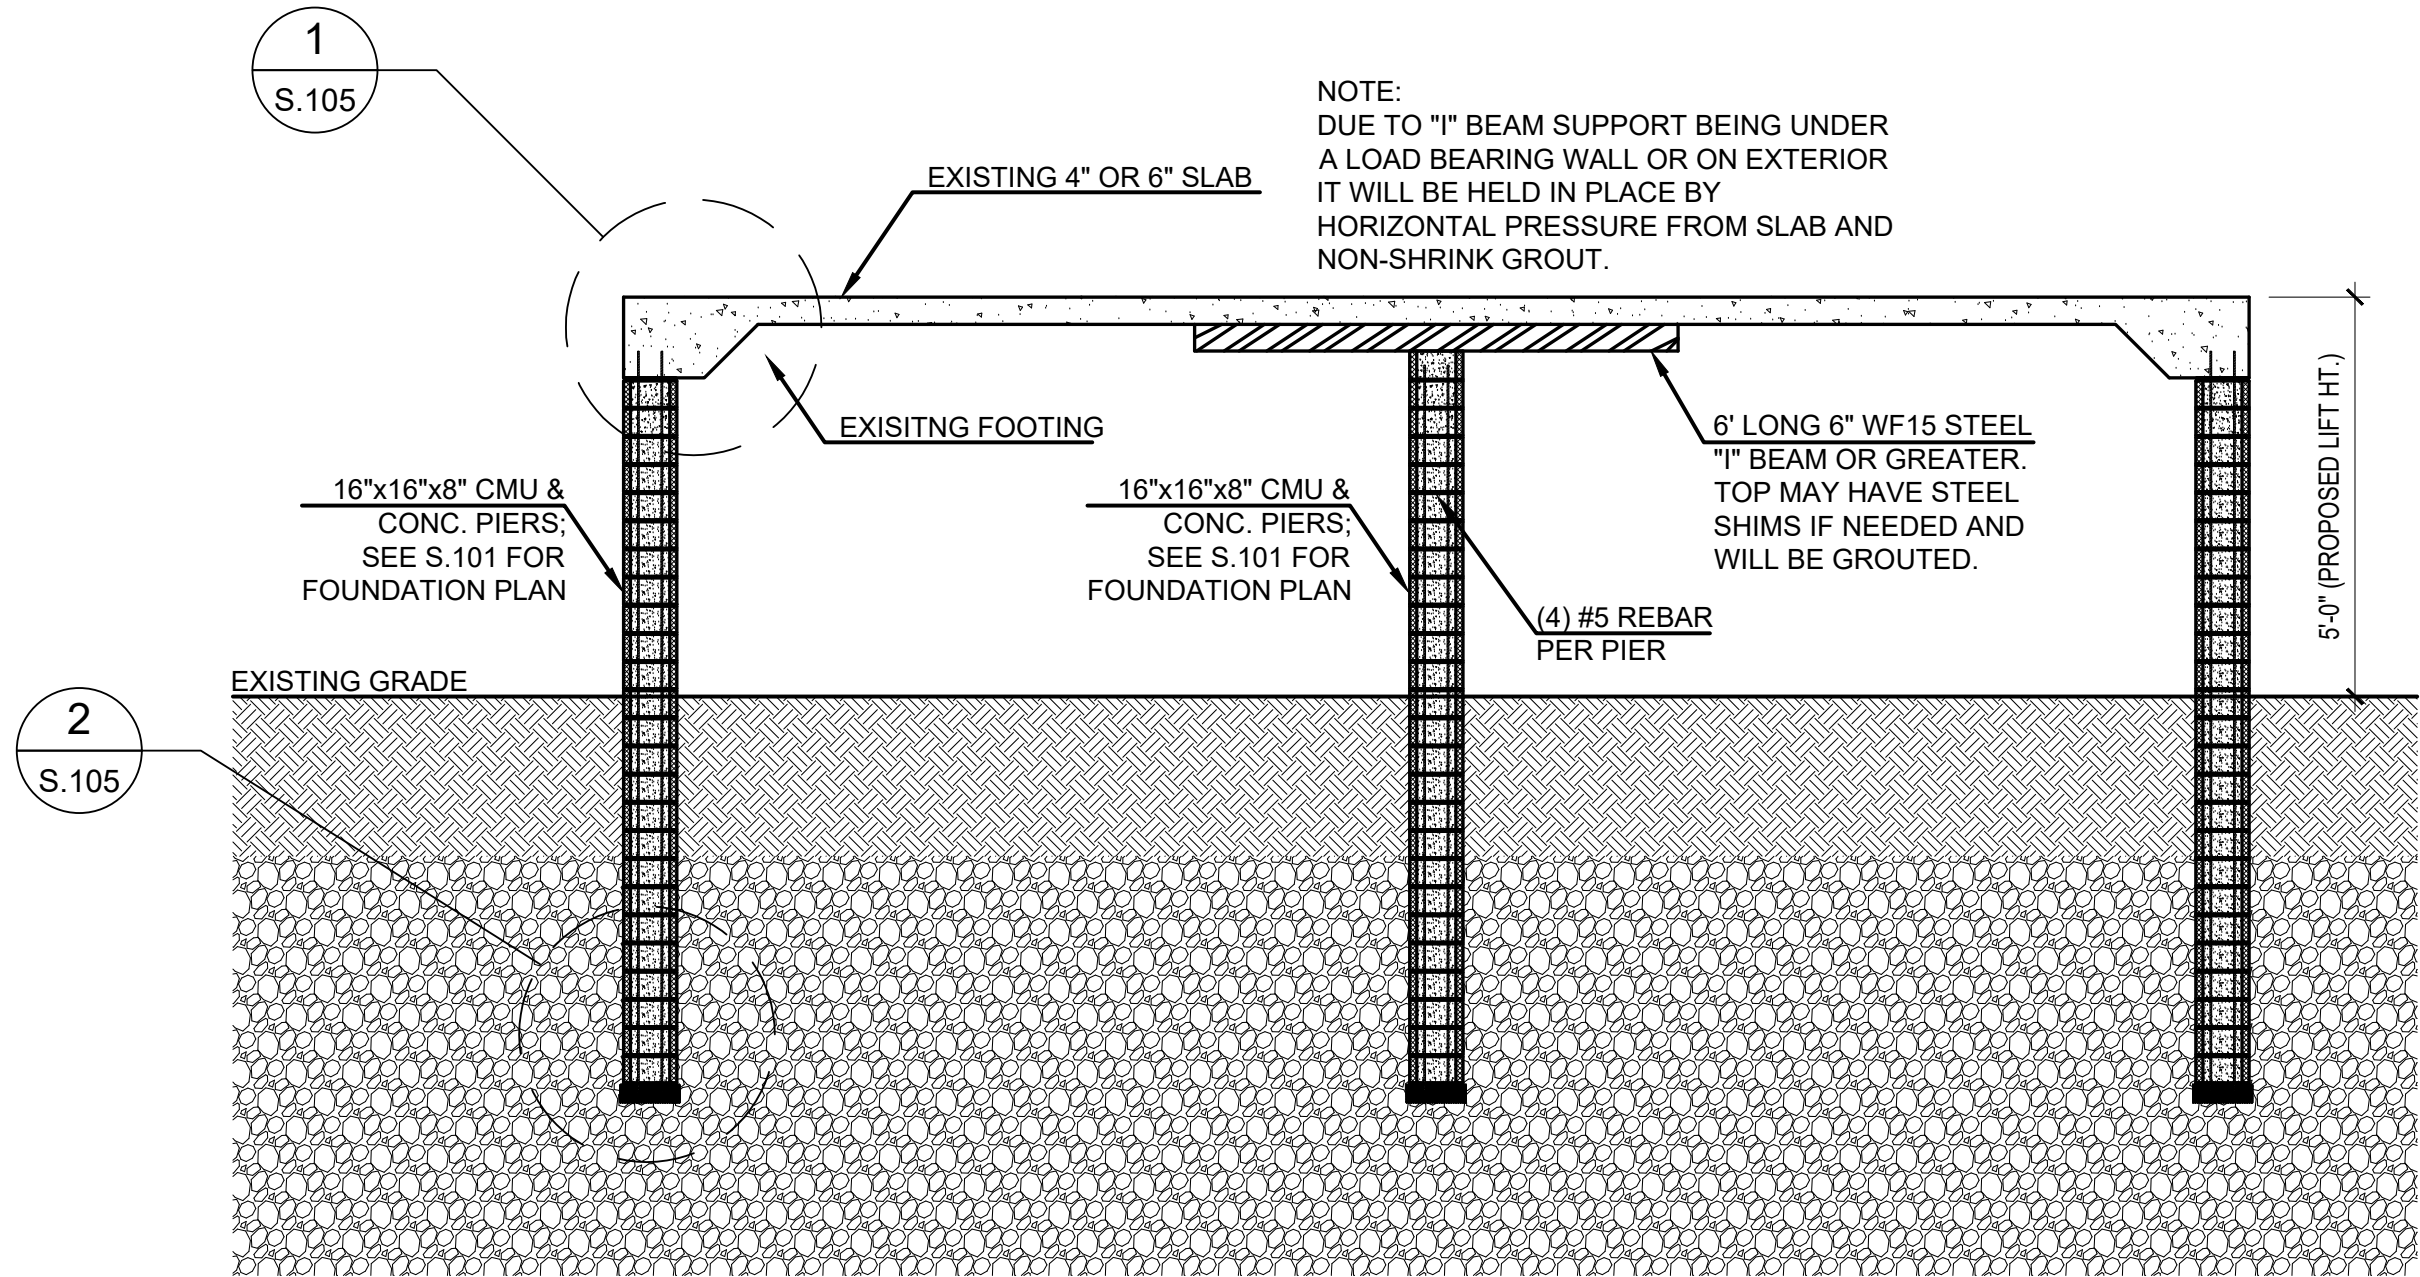 1
S.105
NOTE:
DUE TO "I" BEAM SUPPORT BEING UNDER
A LOAD BEARING WALL OR ON EXTERIOR
IT WILL BE HELD IN PLACE BY
HORIZONTAL PRESSURE FROM SLAB AND
NON-SHRINK GROUT.
EXISTING 4" OR 6" SLAB
EXISITNG FOOTING
16"x16"x8" CMU &
CONC. PIERS;
SEE S.101 FOR
FOUNDATION PLAN
16"x16"x8" CMU &
CONC. PIERS;
SEE S.101 FOR
FOUNDATION PLAN
6' LONG 6" WF15 STEEL
"I" BEAM OR GREATER.
TOP MAY HAVE STEEL
SHIMS IF NEEDED AND
WILL BE GROUTED.
(4) #5 REBAR
PER PIER
5'-0" (PROPOSED LIFT HT.)
EXISTING GRADE
2
S.105